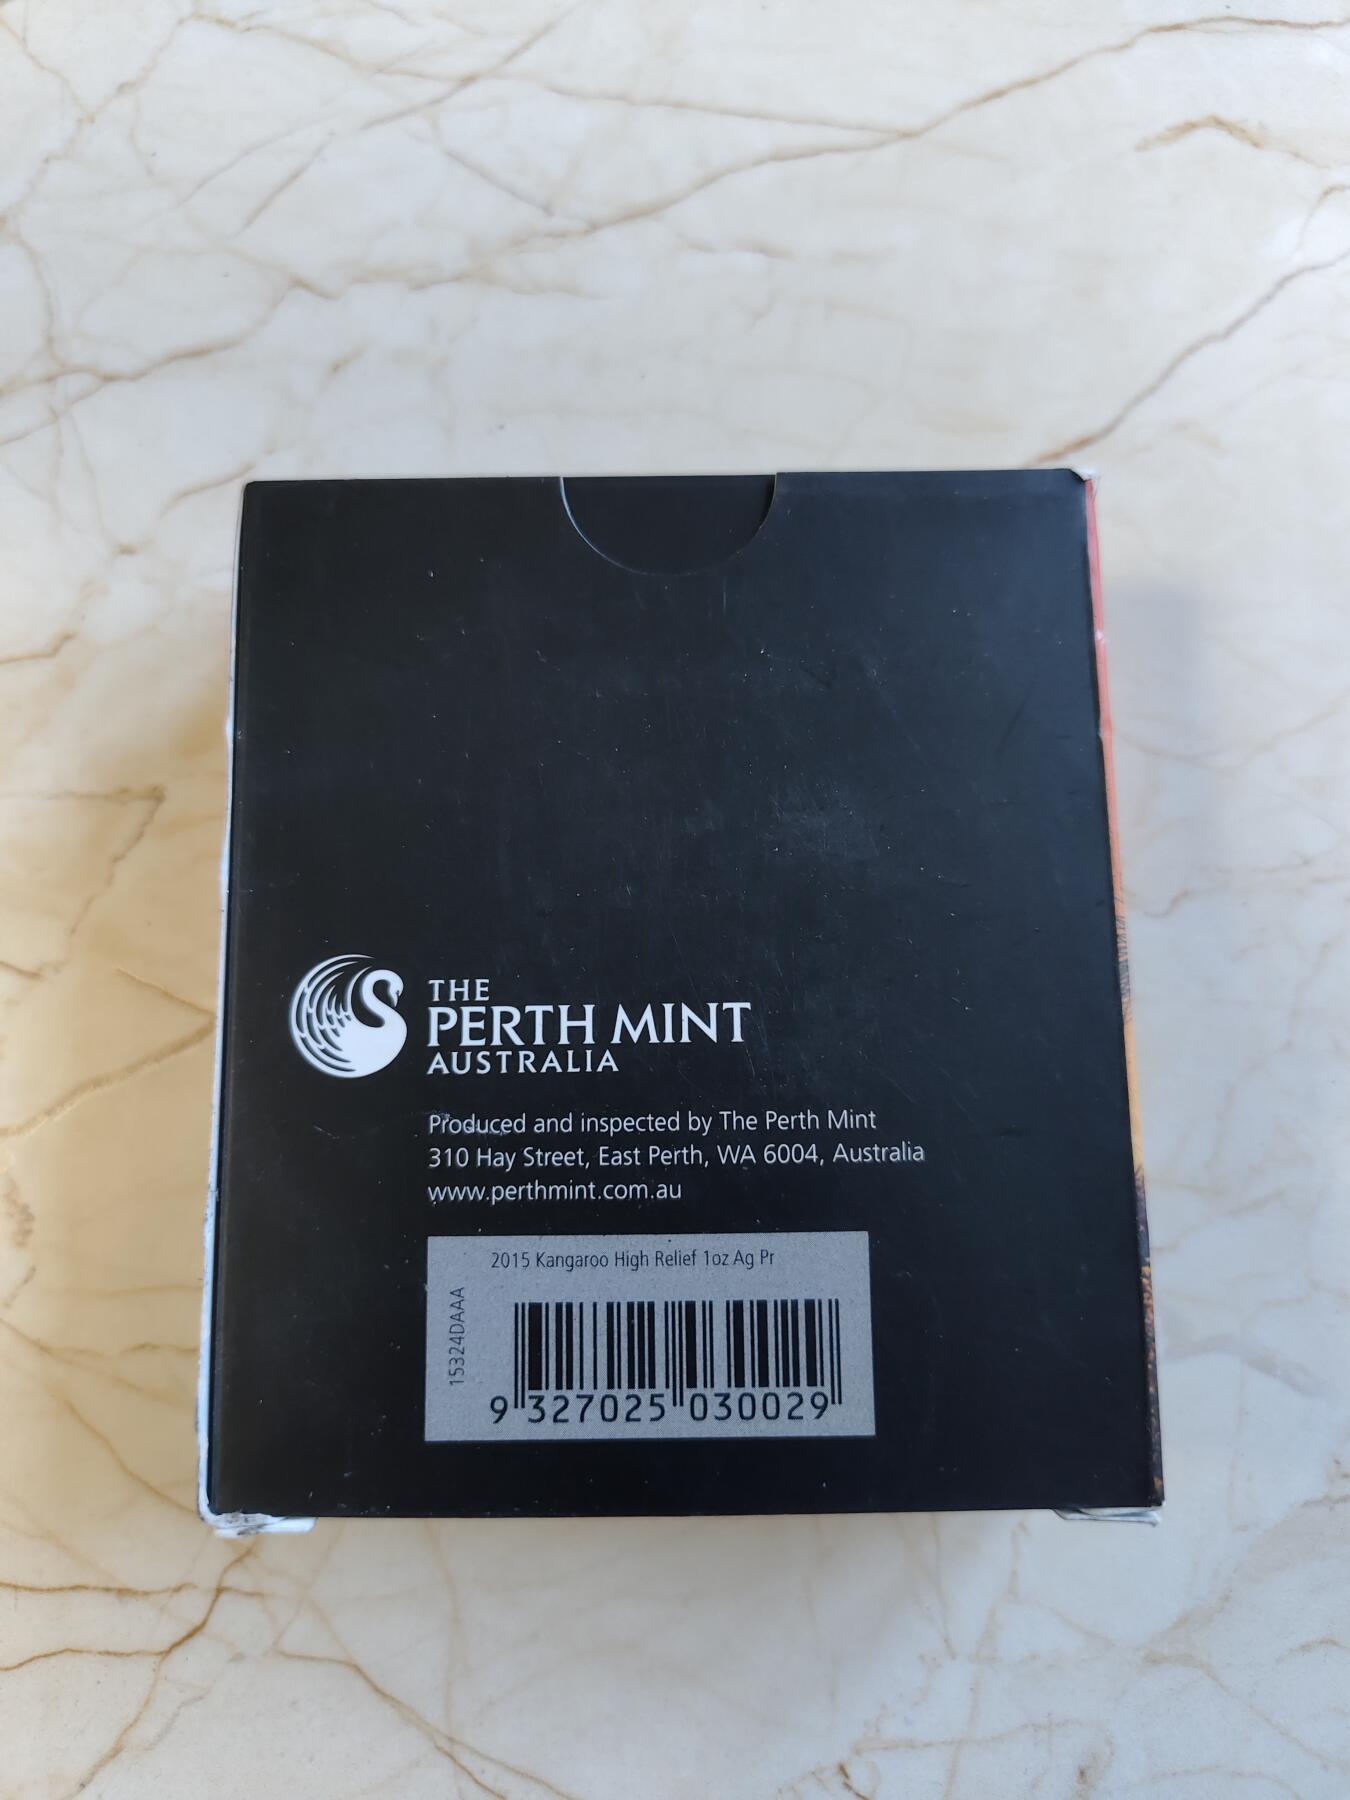 THE
PERTH MINT
AUSTRALIA
Produced and inspected by The Perth Mint
310 Hay Street, East Perth, WA 6004, Australia
www.perthmint.com.au
2015 Kangaroo High Relief 1oz Ag Pr
15324DAAA
9 327025 030029